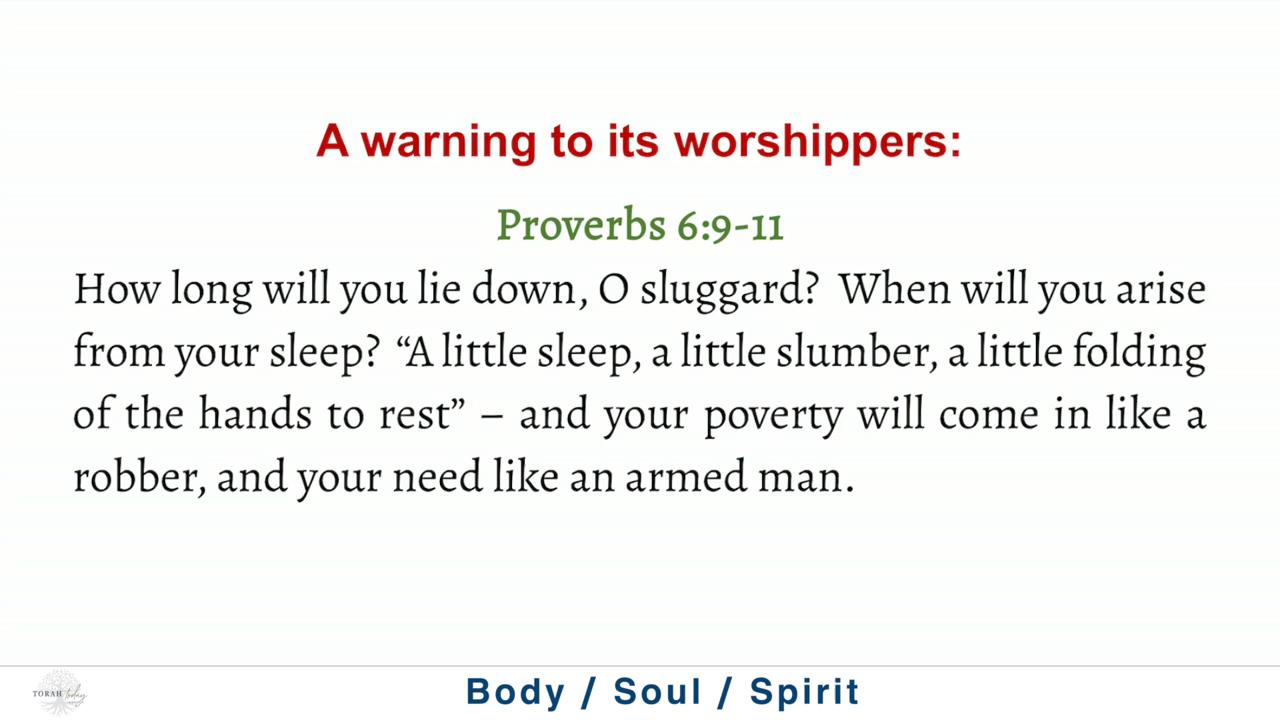 A warning to its worshippers:
Proverbs 6:9-11
How long will you lie down, O sluggard? When will you arise
from your sleep? “A little sleep, a little slumber, a little folding
of the hands to rest” – and your poverty will come in like a
robber, and your need like an armed man.
TORAH today
Body / Soul / Spirit